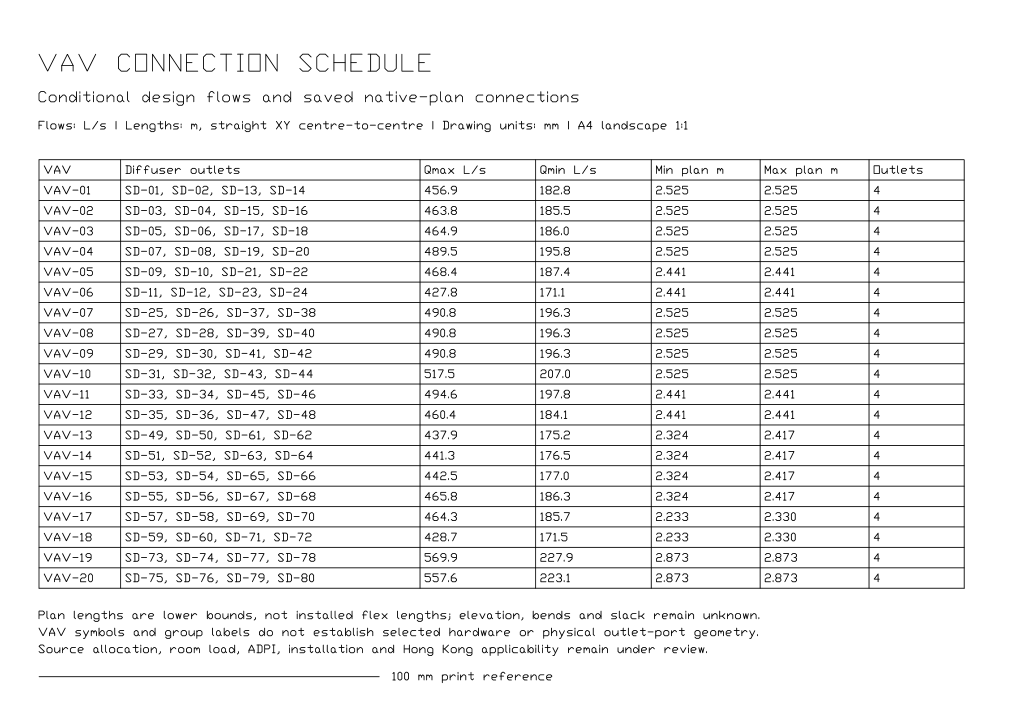 VAV CONNECTION SCHEDULE
Conditional design flows and saved native-plan connections
Flows: L/s | Lengths: m, straight XY centre-to-centre | Drawing units: mm | A4 landscape 1:1
VAV Diffuser outlets Qmax L/s Qmin L/s Min plan m Max plan m Outlets
VAV-01 SD-01, SD-02, SD-13, SD-14 456.9 182.8 2.525 2.525 4
VAV-02 SD-03, SD-04, SD-15, SD-16 463.8 185.5 2.525 2.525 4
VAV-03 SD-05, SD-06, SD-17, SD-18 464.9 186.0 2.525 2.525 4
VAV-04 SD-07, SD-08, SD-19, SD-20 489.5 195.8 2.525 2.525 4
VAV-05 SD-09, SD-10, SD-21, SD-22 468.4 187.4 2.441 2.441 4
VAV-06 SD-11, SD-12, SD-23, SD-24 427.8 171.1 2.441 2.441 4
VAV-07 SD-25, SD-26, SD-37, SD-38 490.8 196.3 2.525 2.525 4
VAV-08 SD-27, SD-28, SD-39, SD-40 490.8 196.3 2.525 2.525 4
VAV-09 SD-29, SD-30, SD-41, SD-42 490.8 196.3 2.525 2.525 4
VAV-10 SD-31, SD-32, SD-43, SD-44 517.5 207.0 2.525 2.525 4
VAV-11 SD-33, SD-34, SD-45, SD-46 494.6 197.8 2.441 2.441 4
VAV-12 SD-35, SD-36, SD-47, SD-48 460.4 184.1 2.441 2.441 4
VAV-13 SD-49, SD-50, SD-61, SD-62 437.9 175.2 2.324 2.417 4
VAV-14 SD-51, SD-52, SD-63, SD-64 441.3 176.5 2.324 2.417 4
VAV-15 SD-53, SD-54, SD-65, SD-66 442.5 177.0 2.324 2.417 4
VAV-16 SD-55, SD-56, SD-67, SD-68 465.8 186.3 2.324 2.417 4
VAV-17 SD-57, SD-58, SD-69, SD-70 464.3 185.7 2.233 2.330 4
VAV-18 SD-59, SD-60, SD-71, SD-72 428.7 171.5 2.233 2.330 4
VAV-19 SD-73, SD-74, SD-77, SD-78 569.9 227.9 2.873 2.873 4
VAV-20 SD-75, SD-76, SD-79, SD-80 557.6 223.1 2.873 2.873 4
Plan lengths are lower bounds, not installed flex lengths; elevation, bends and slack remain unknown.
VAV symbols and group labels do not establish selected hardware or physical outlet-port geometry.
Source allocation, room load, ADPI, installation and Hong Kong applicability remain under review.
100 mm print reference